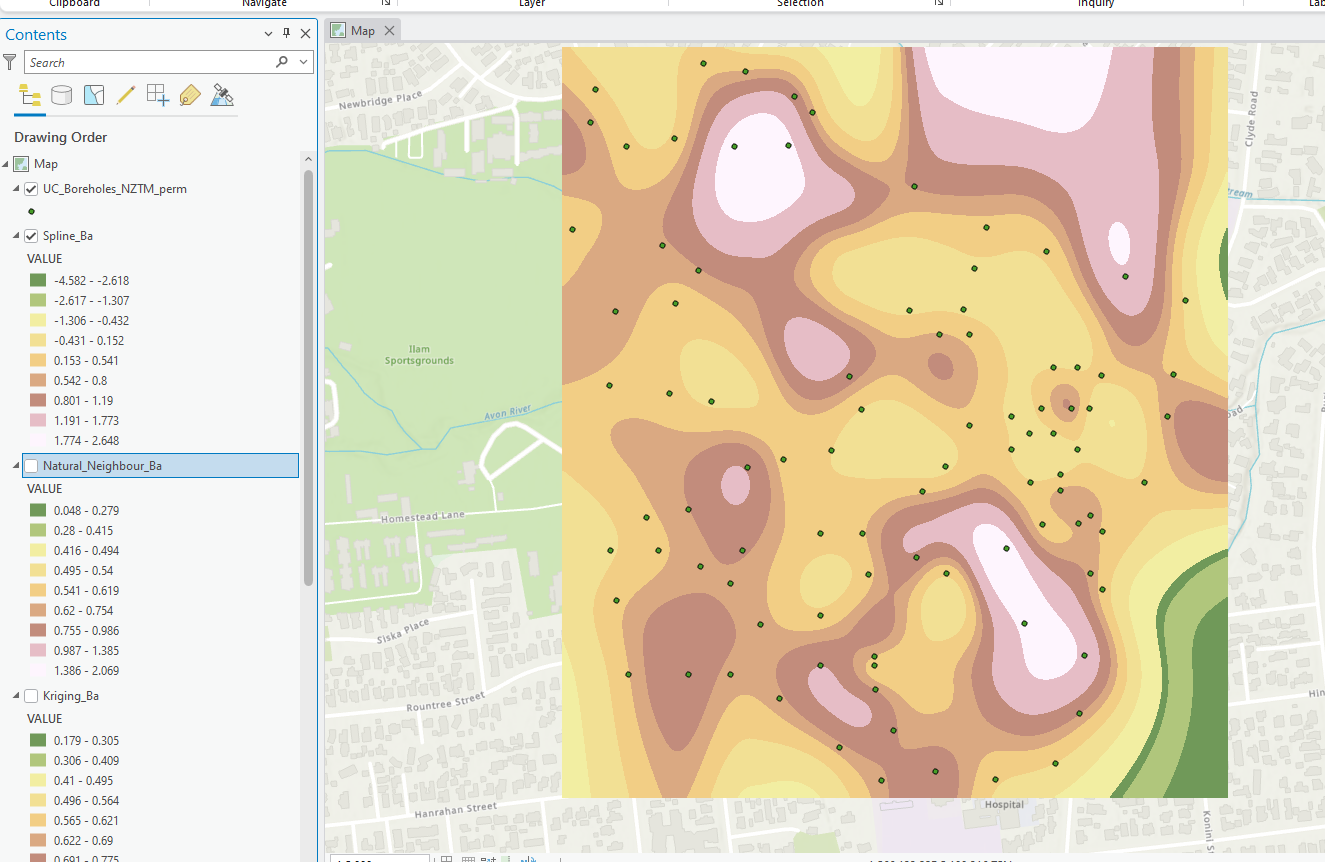 Clipboard
Navigate
Layer
Selection
Inquiry
Contents
Search
Drawing Order
Map
UC_Boreholes_NZTM_perm
Spline_Ba
VALUE
-4.582 - -2.618
-2.617 - -1.307
-1.306 - -0.432
-0.431 - 0.152
0.153 - 0.541
0.542 - 0.8
0.801 - 1.19
1.191 - 1.773
1.774 - 2.648
Natural_Neighbour_Ba
VALUE
0.048 - 0.279
0.28 - 0.415
0.416 - 0.494
0.495 - 0.54
0.541 - 0.619
0.62 - 0.754
0.755 - 0.986
0.987 - 1.385
1.386 - 2.069
Kriging_Ba
VALUE
0.179 - 0.305
0.306 - 0.409
0.41 - 0.495
0.496 - 0.564
0.565 - 0.621
0.622 - 0.69
0.691 - 0.775
Map
Newbridge Place
Clyde Road
Ilam
Sportsgrounds
Avon River
Homestead Lane
Siska Place
Rountree Street
Hanrahan Street
Hospital